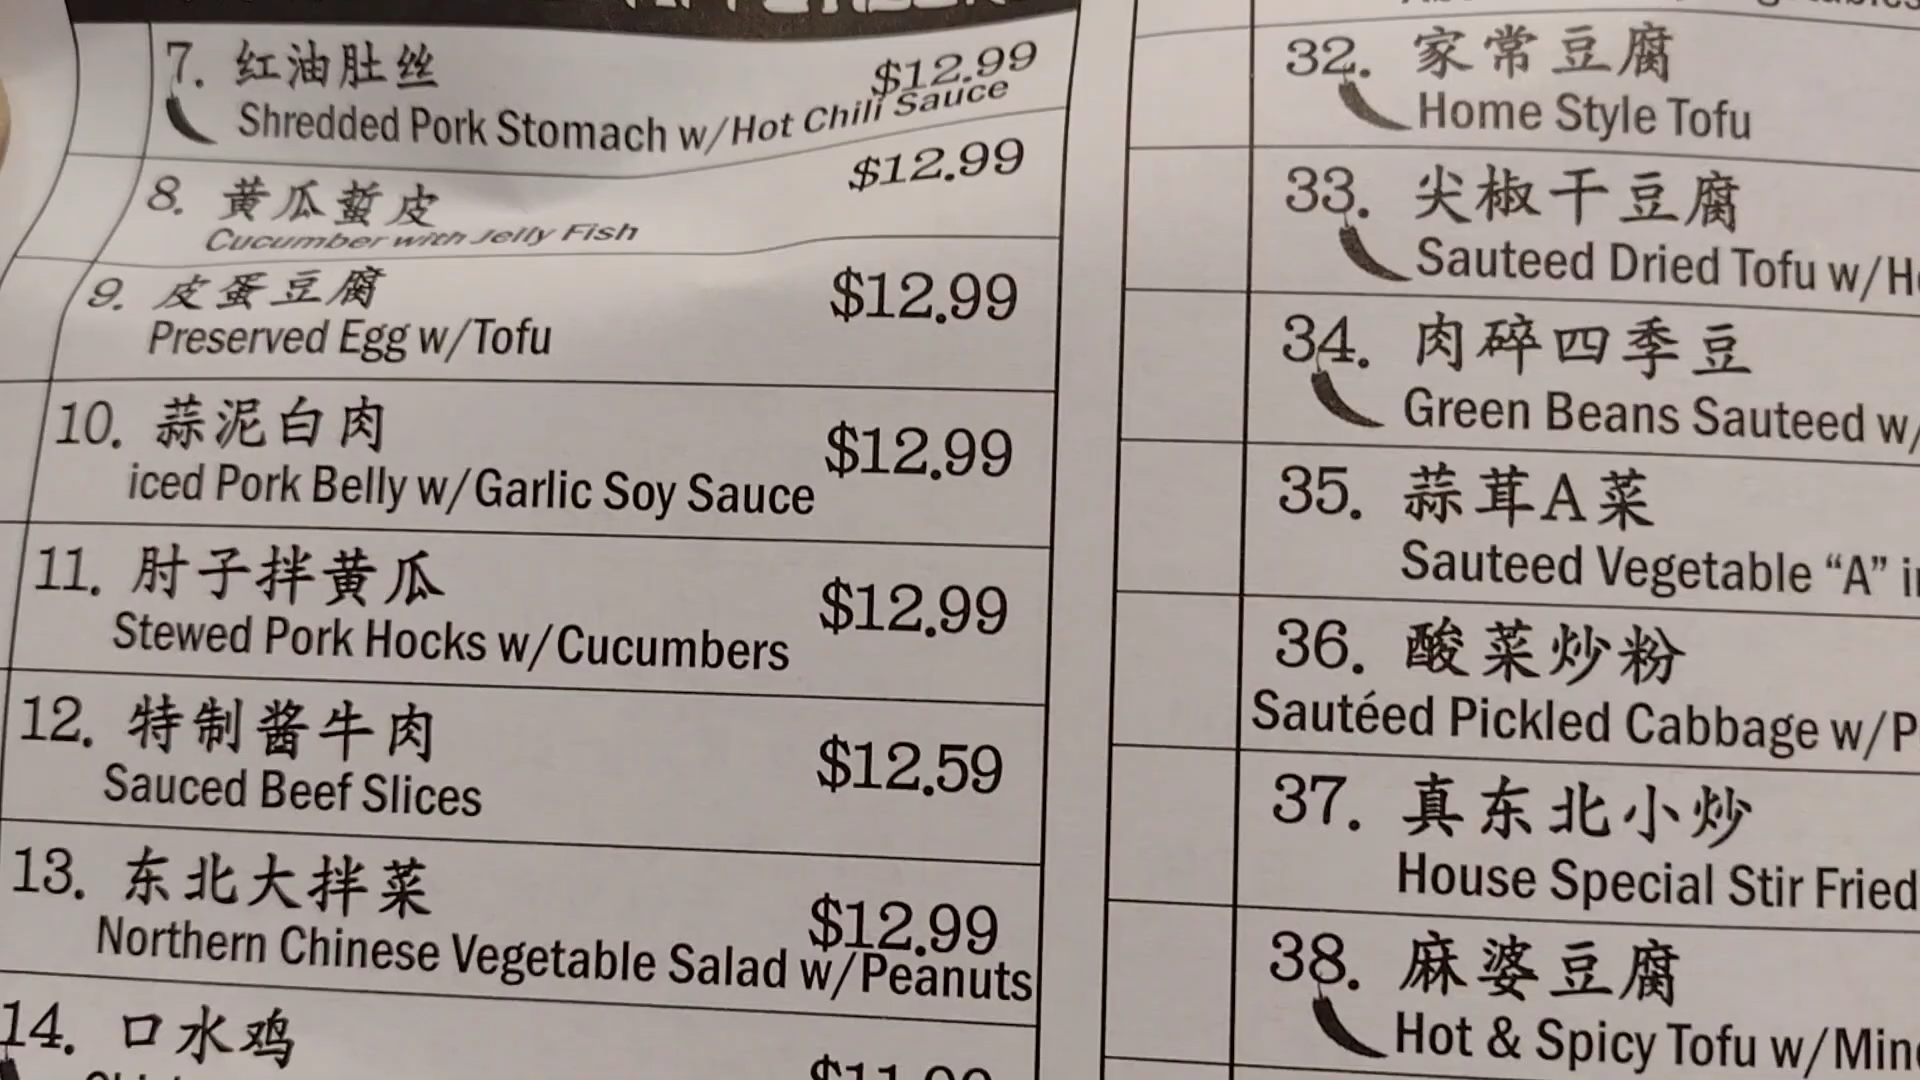 7. 红油肚丝 $12.99
Shredded Pork Stomach w/Hot Chili Sauce
8. 黄瓜蜇皮 $12.99
Cucumber with Jelly Fish
9. 皮蛋豆腐 $12.99
Preserved Egg w/Tofu
10. 蒜泥白肉 $12.99
iced Pork Belly w/Garlic Soy Sauce
11. 肘子拌黄瓜 $12.99
Stewed Pork Hocks w/Cucumbers
12. 特制酱牛肉 $12.59
Sauced Beef Slices
13. 东北大拌菜 $12.99
Northern Chinese Vegetable Salad w/Peanuts
14. 口水鸡
32. 家常豆腐
Home Style Tofu
33. 尖椒干豆腐
Sauteed Dried Tofu w/H
34. 肉碎四季豆
Green Beans Sauteed w/
35. 蒜茸A菜
Sauteed Vegetable “A” i
36. 酸菜炒粉
Sautéed Pickled Cabbage w/P
37. 真东北小炒
House Special Stir Fried
38. 麻婆豆腐
Hot & Spicy Tofu w/Min